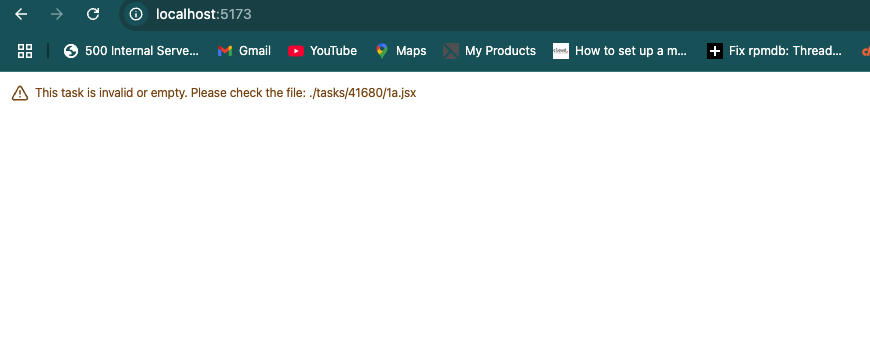 localhost:5173
500 Internal Serve... Gmail YouTube Maps My Products How to set up a m... Fix rpmdb: Thread...
This task is invalid or empty. Please check the file: ./tasks/41680/1a.jsx